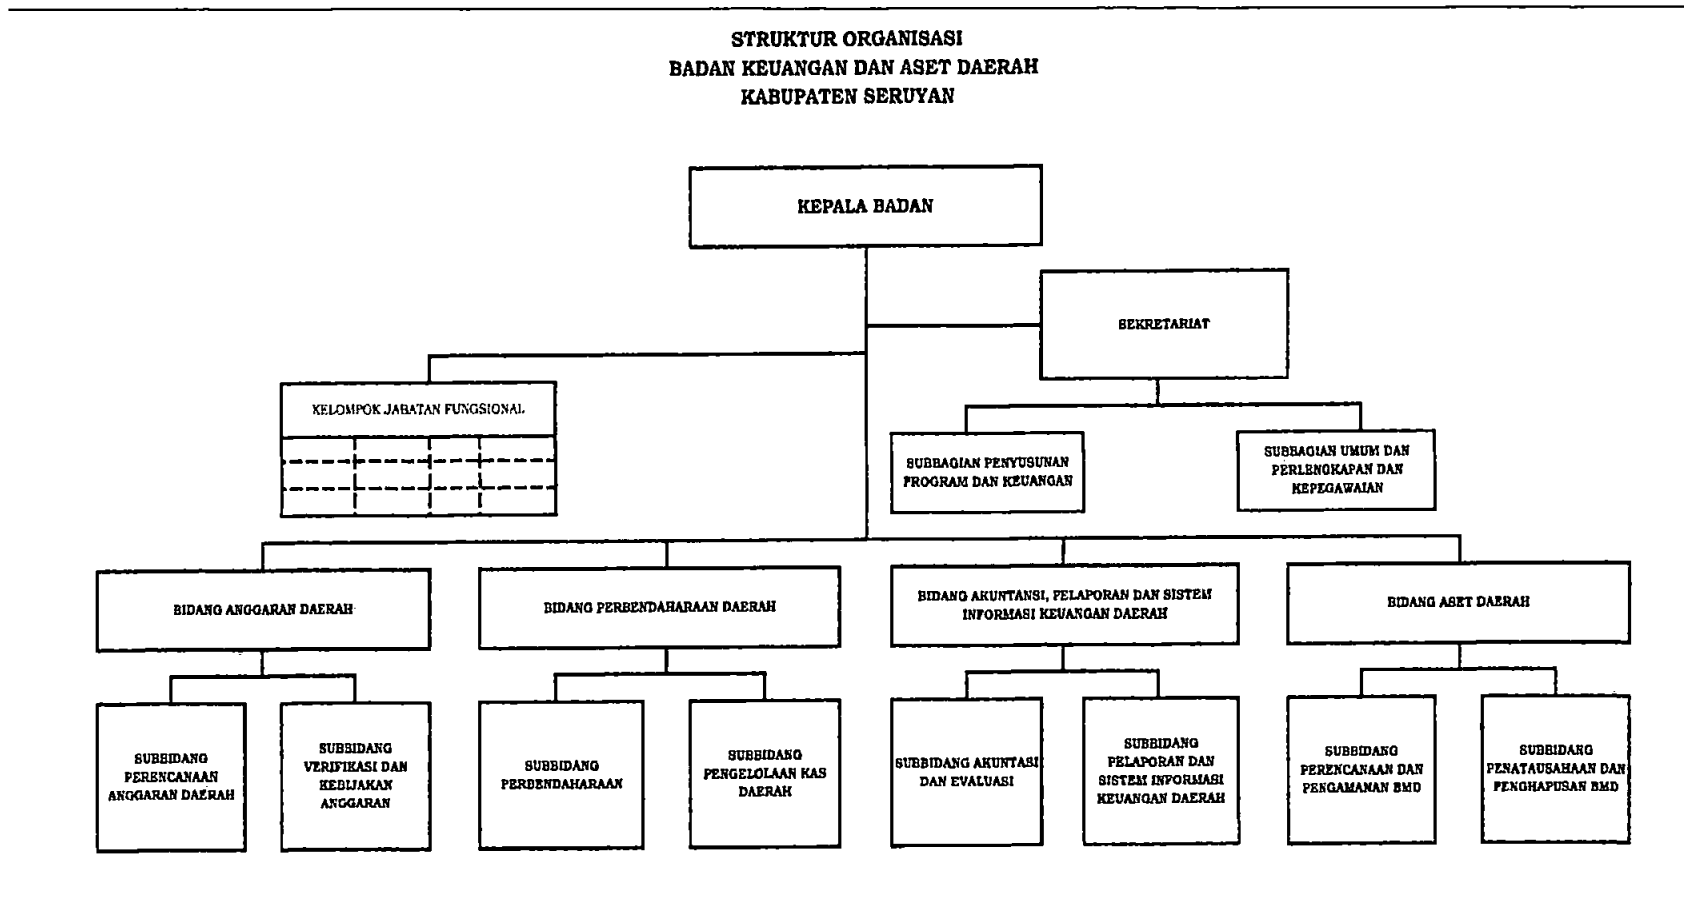 STRUKTUR ORGANISASI
BADAN KEUANGAN DAN ASET DAERAH
KABUPATEN SERUYAN
KEPALA BADAN
SEKRETARIAT
KELOMPOK JABATAN FUNGSIONAL
SUBBAGIAN PENYUSUNAN
PROGRAM DAN KEUANGAN
SUBBAGIAN UMUM DAN
PERLENGKAPAN DAN
KEPEGAWAIAN
BIDANG ANGGARAN DAERAH
BIDANG PERBENDAHARAAN DAERAH
BIDANG AKUNTANSI, PELAPORAN DAN SISTEM
INFORMASI KEUANGAN DAERAH
BIDANG ASET DAERAH
SUBBIDANG
PERENCANAAN
ANGGARAN DAERAH
SUBBIDANG
VERIFIKASI DAN
KEBIJAKAN
ANGGARAN
SUBBIDANG
PERBENDAHARAAN
SUBBIDANG
PENGELOLAAN KAS
DAERAH
SUBBIDANG AKUNTASI
DAN EVALUASI
SUBBIDANG
PELAPORAN DAN
SISTEM INFORMASI
KEUANGAN DAERAH
SUBBIDANG
PERENCANAAN DAN
PENGAMANAN BMD
SUBBIDANG
PENATAUSAHAAN DAN
PENGHAPUSAN BMD